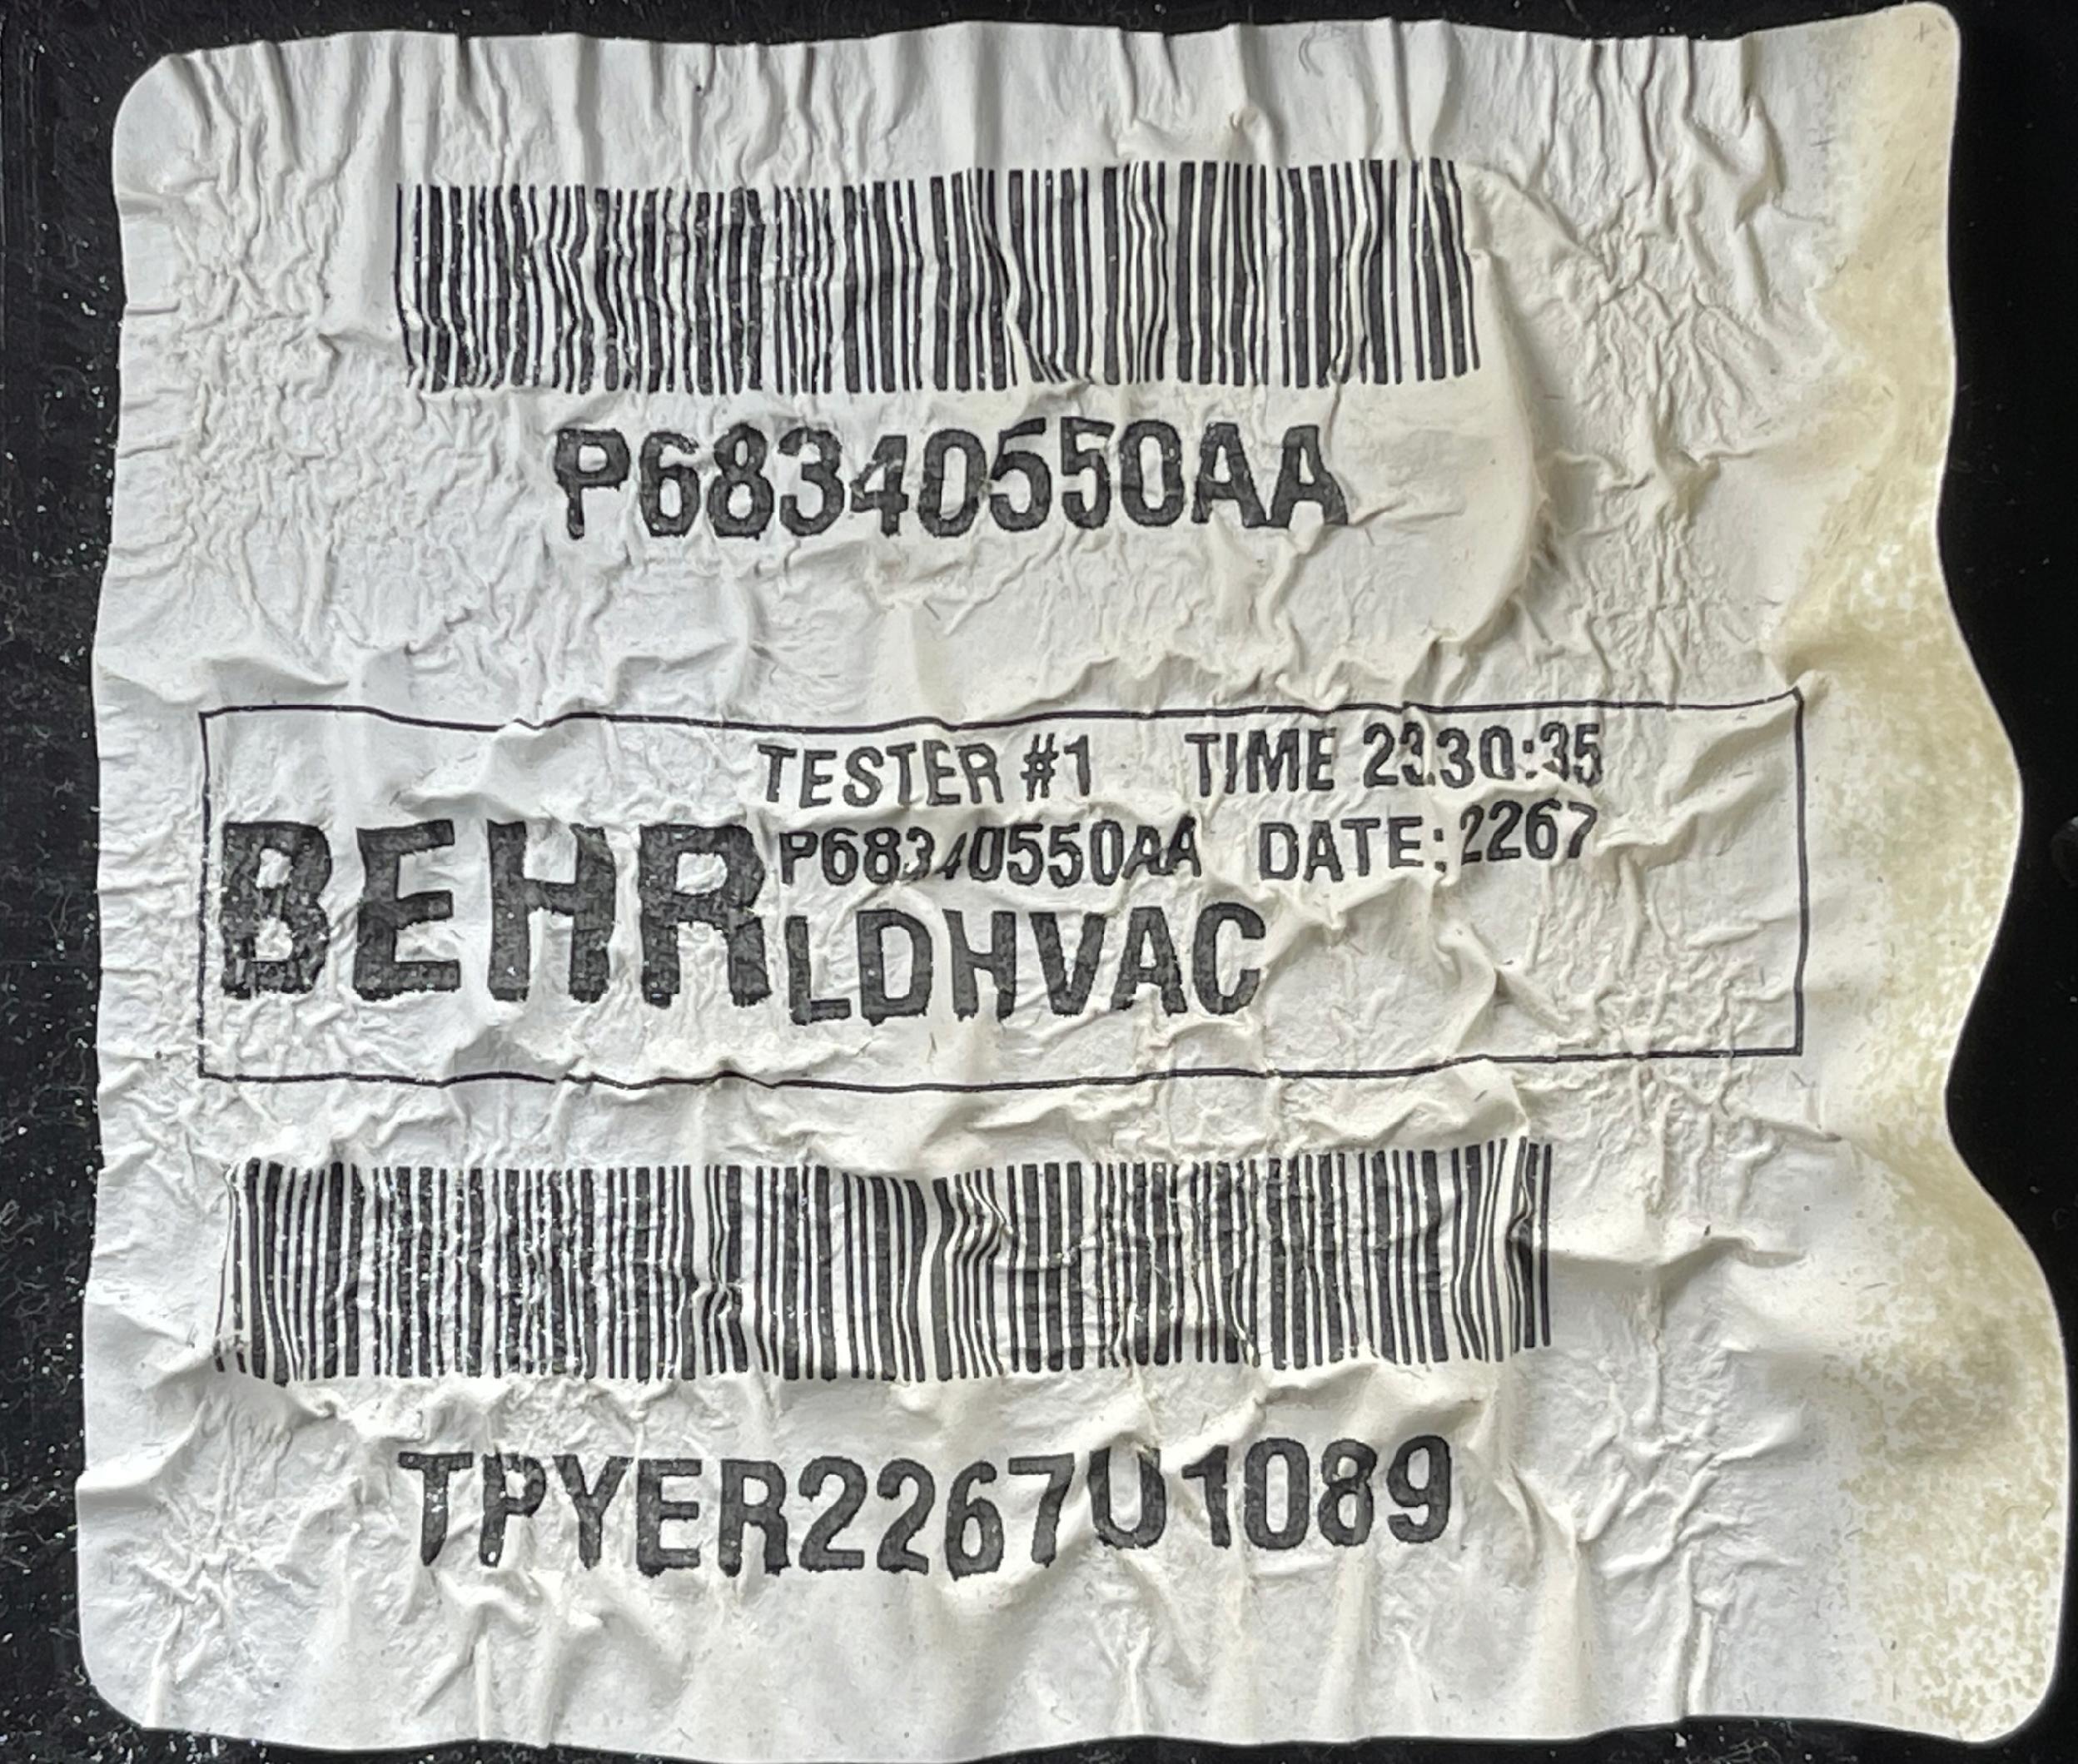 P68340550AA
TESTER #1 TIME 23:30:35
BEHR P68340550AA DATE: 2267
LDHVAC
TPYER2267U1089